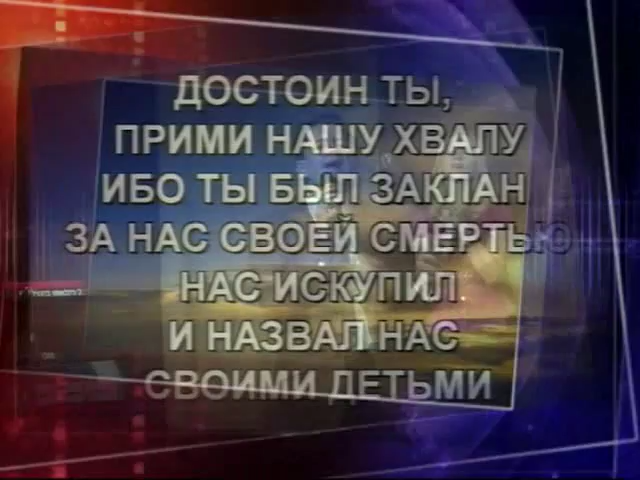 ДОСТОИН ТЫ,
ПРИМИ НАШУ ХВАЛУ
ИБО ТЫ БЫЛ ЗАКЛАН
ЗА НАС СВОЕЙ СМЕРТЬЮ
НАС ИСКУПИЛ
И НАЗВАЛ НАС
СВОИМИ ДЕТЬМИ